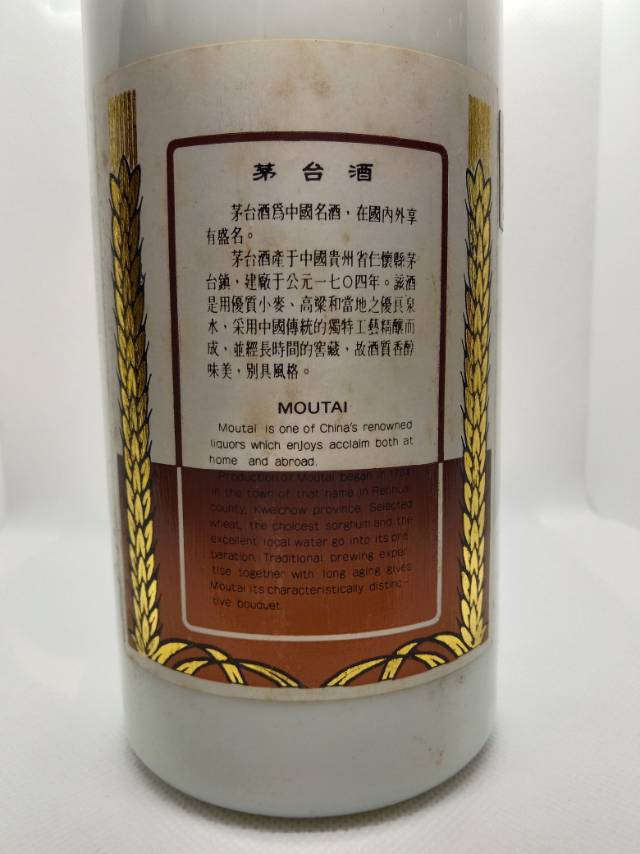 茅台酒
茅台酒爲中國名酒，在國內外享
有盛名。
茅台酒產于中國貴州省仁懷縣茅
台鎮，建廠于公元一七〇四年。該酒
是用優質小麥、高粱和當地之優良泉
水，采用中國傳統的獨特工藝精釀而
成，並經長時間的窖藏，故酒質香醇
味美，別具風格。
MOUTAI
Moutai is one of China's renowned
liquors which enjoys acclaim both at
home and abroad.
Production of Moutai began in 1704
in the town of that name in Renhuai
county, Kweichow province. Selected
wheat, the choicest sorghum and the
excellent local water go into its pre
paration. Traditional brewing exper
tise together with long aging gives
Moutai its characteristically distinc-
tive bouquet.